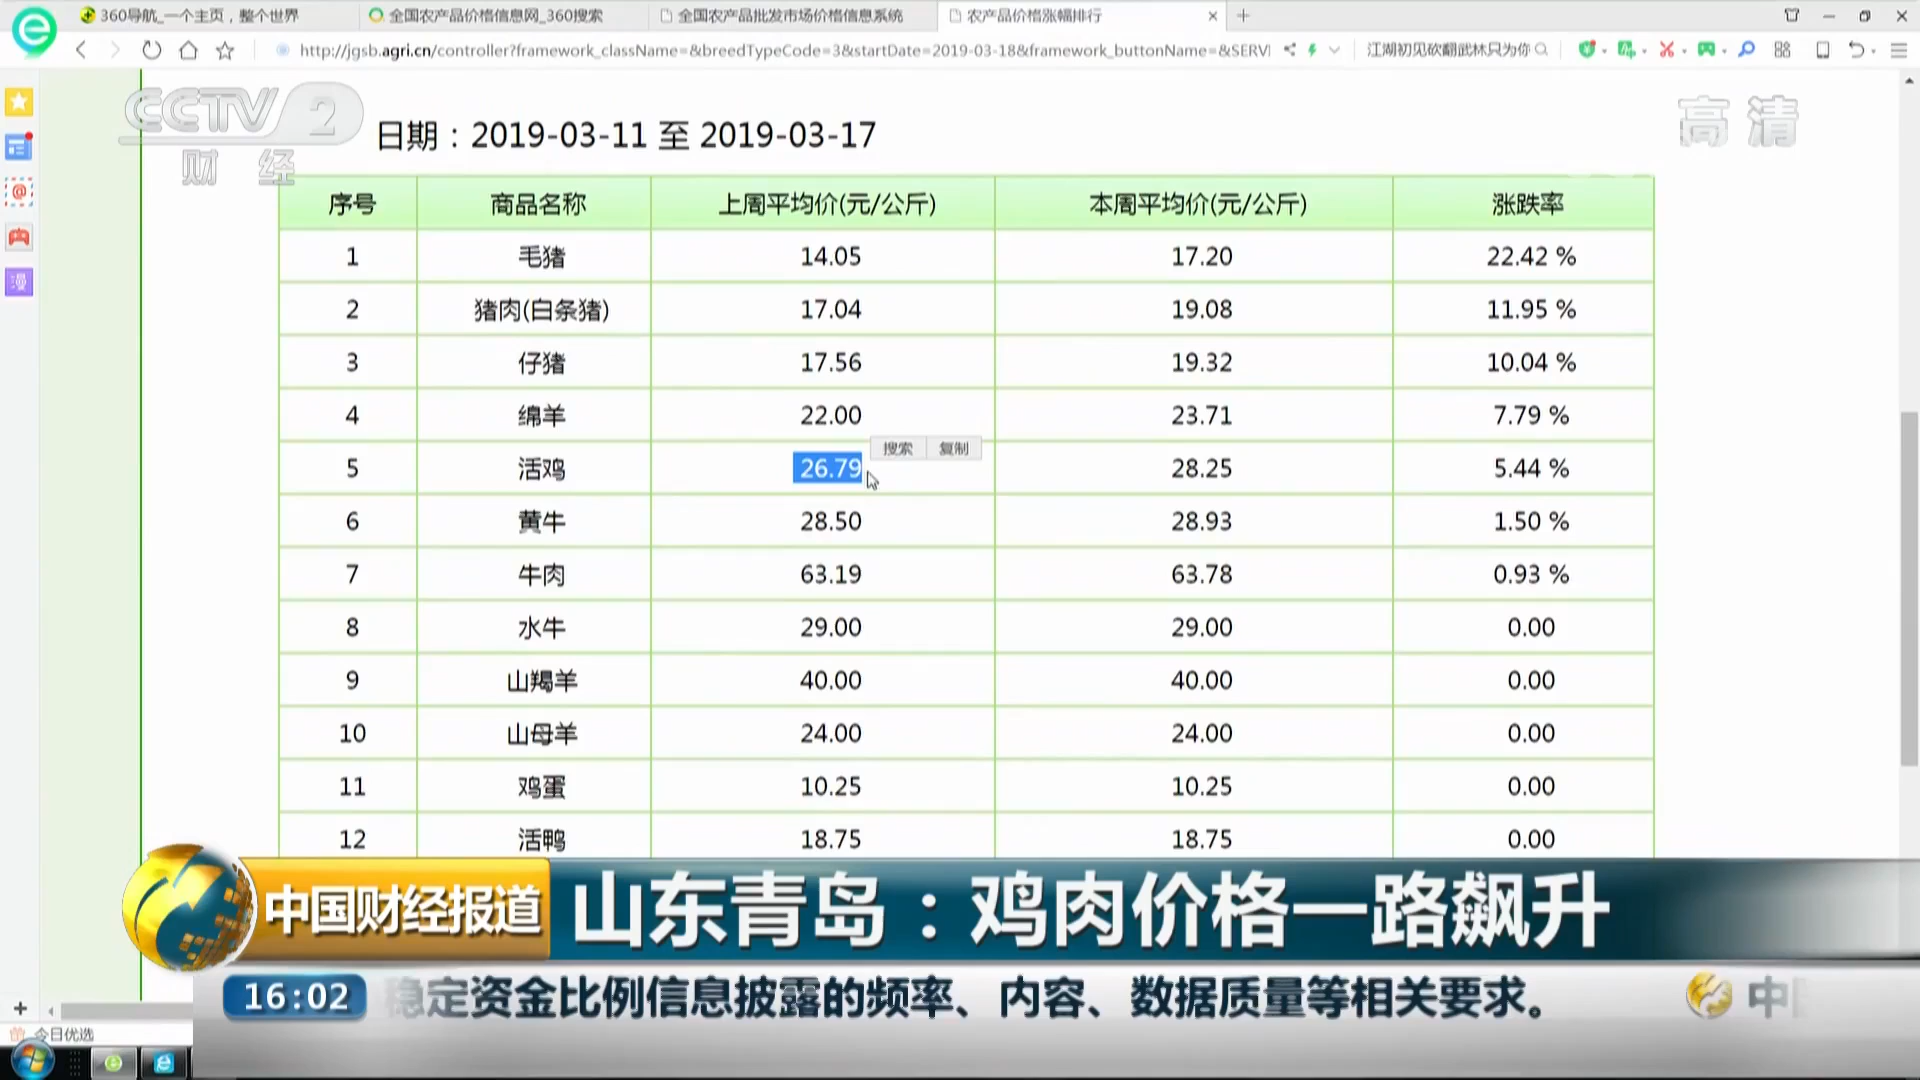 360导航_一个主页，整个世界
全国农产品价格信息网_360搜索
全国农产品批发市场价格信息系统
农产品价格涨幅排行
http://jgsb.agri.cn/controller?framework_className=&breedTypeCode=3&startDate=2019-03-18&framework_buttonName=&SERVI
江湖初见砍翻武林只为你
CCTV 2
财 经
高 清
日期：2019-03-11 至 2019-03-17
序号 商品名称 上周平均价(元/公斤) 本周平均价(元/公斤) 涨跌率
1 毛猪 14.05 17.20 22.42 %
2 猪肉(白条猪) 17.04 19.08 11.95 %
3 仔猪 17.56 19.32 10.04 %
4 绵羊 22.00 23.71 7.79 %
搜索 复制
5 活鸡 26.79 28.25 5.44 %
6 黄牛 28.50 28.93 1.50 %
7 牛肉 63.19 63.78 0.93 %
8 水牛 29.00 29.00 0.00
9 山羯羊 40.00 40.00 0.00
10 山母羊 24.00 24.00 0.00
11 鸡蛋 10.25 10.25 0.00
12 活鸭 18.75 18.75 0.00
漫
中国财经报道
山东青岛：鸡肉价格一路飙升
16:02
稳定资金比例信息披露的频率、内容、数据质量等相关要求。
中
今日优选